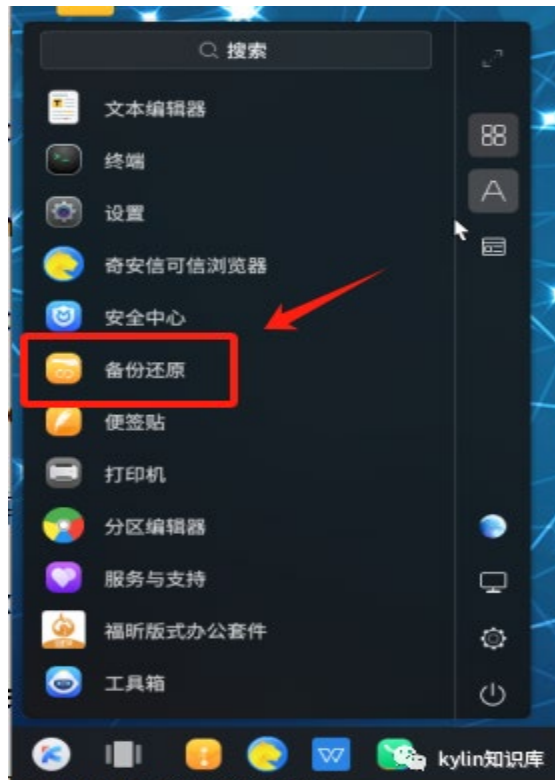 搜索
文本编辑器
终端
设置
奇安信可信浏览器
安全中心
备份还原
便签贴
打印机
分区编辑器
服务与支持
福昕版式办公套件
工具箱
kylin知识库